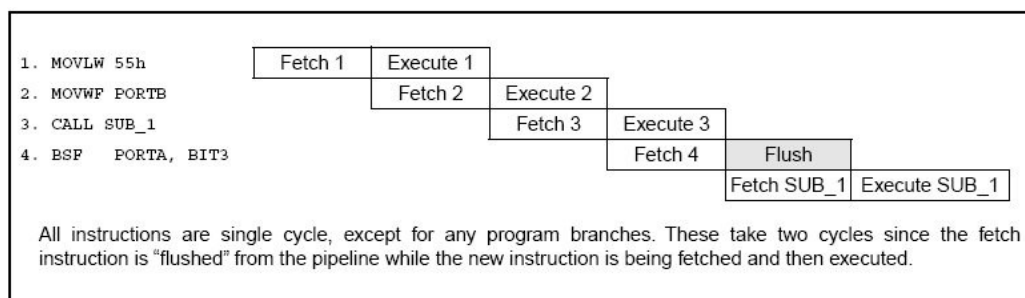 1. MOVLW 55h Fetch 1 Execute 1
2. MOVWF PORTB Fetch 2 Execute 2
3. CALL SUB_1 Fetch 3 Execute 3
4. BSF PORTA, BIT3 Fetch 4 Flush
Fetch SUB_1 Execute SUB_1
All instructions are single cycle, except for any program branches. These take two cycles since the fetch
instruction is “flushed” from the pipeline while the new instruction is being fetched and then executed.